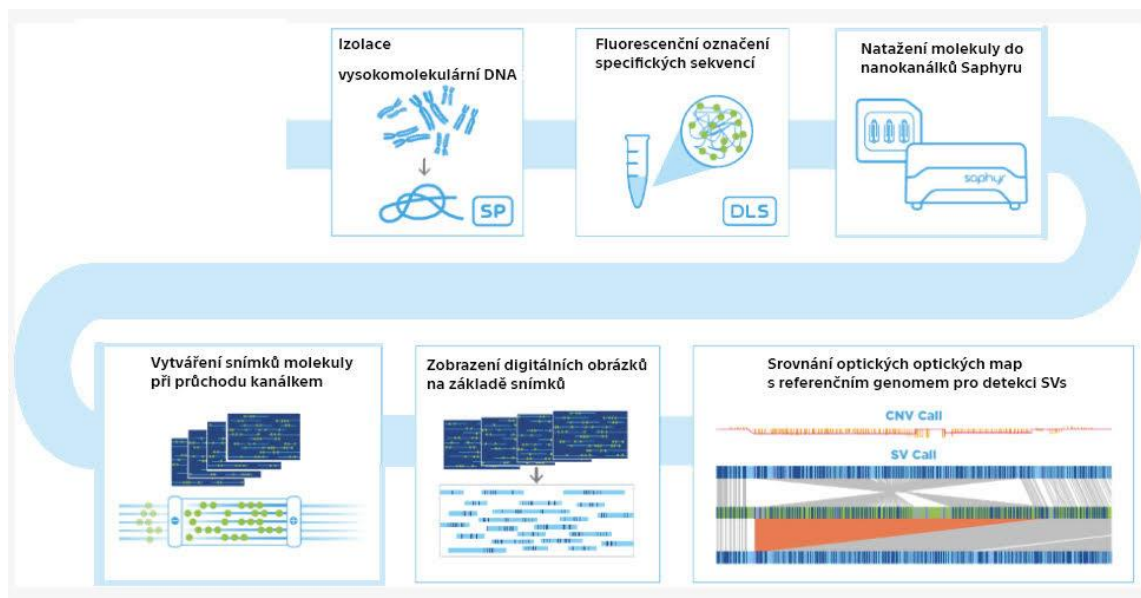 Izolace
vysokomolekulární DNA
SP
Fluorescenční označení
specifických sekvencí
DLS
Natažení molekuly do
nanokanálků Saphyru
saphyr
Vytváření snímků molekuly
při průchodu kanálkem
Zobrazení digitálních obrázků
na základě snímků
Srovnání optických optických map
s referenčním genomem pro detekci SVs
CNV Call
SV Call